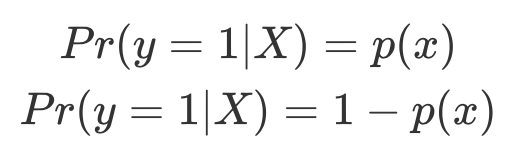 Pr(y = 1|X) = p(x)
Pr(y = 1|X) = 1 − p(x)